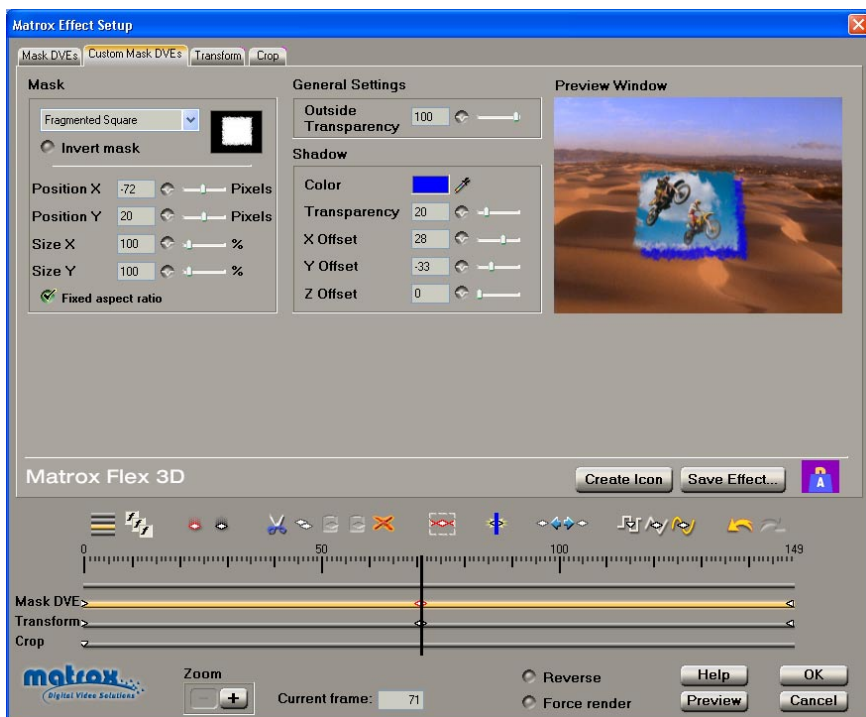 Matrox Effect Setup
Mask DVEs Custom Mask DVEs Transform Crop
Mask
Fragmented Square
Invert mask
Position X -72 Pixels
Position Y 20 Pixels
Size X 100 %
Size Y 100 %
Fixed aspect ratio
General Settings
Outside
Transparency 100
Shadow
Color
Transparency 20
X Offset 28
Y Offset -33
Z Offset 0
Preview Window
Matrox Flex 3D
Create Icon Save Effect...
B
A
f f f
0 50 100 149
Mask DVE
Transform
Crop
matrox
Digital Video Solutions
Zoom
- +
Current frame: 71
Reverse
Force render
Help OK
Preview Cancel